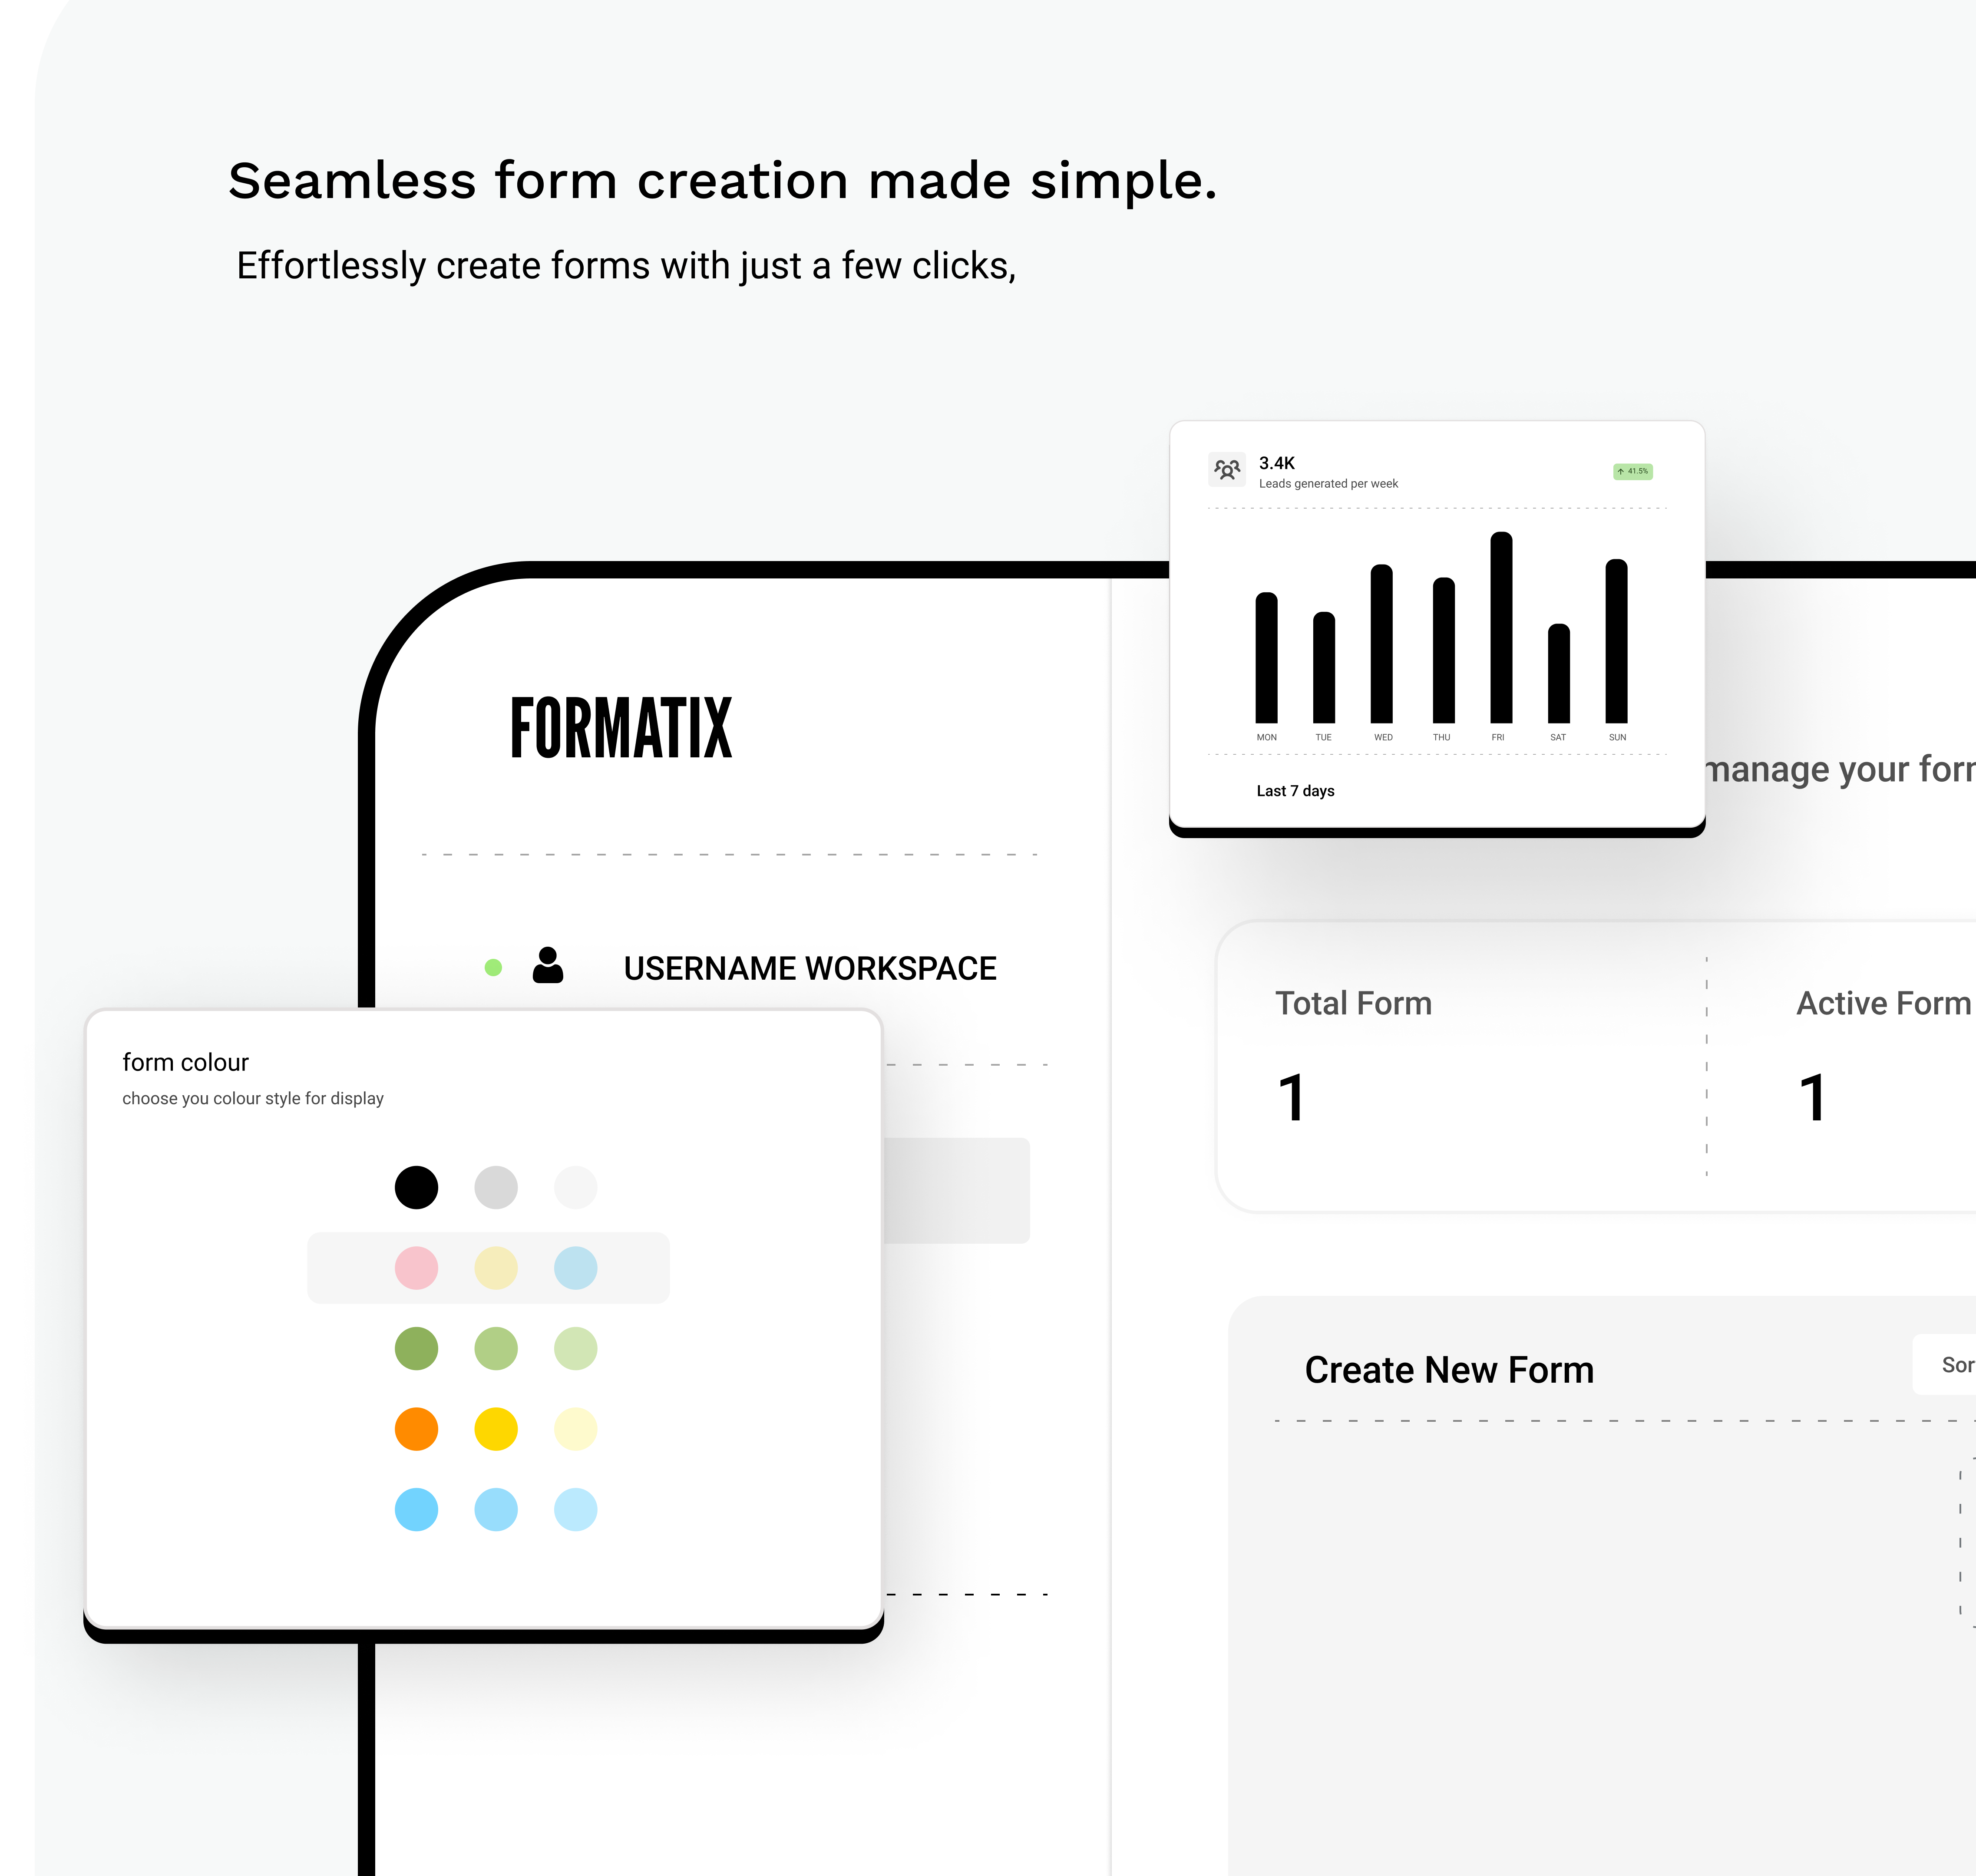 Seamless form creation made simple.
Effortlessly create forms with just a few clicks,
3.4K
Leads generated per week
41.5%
MON TUE WED THU FRI SAT SUN
Last 7 days
FORMATIX
manage your
USERNAME WORKSPACE
Total Form
Active Form
1
1
form colour
choose you colour style for display
Create New Form